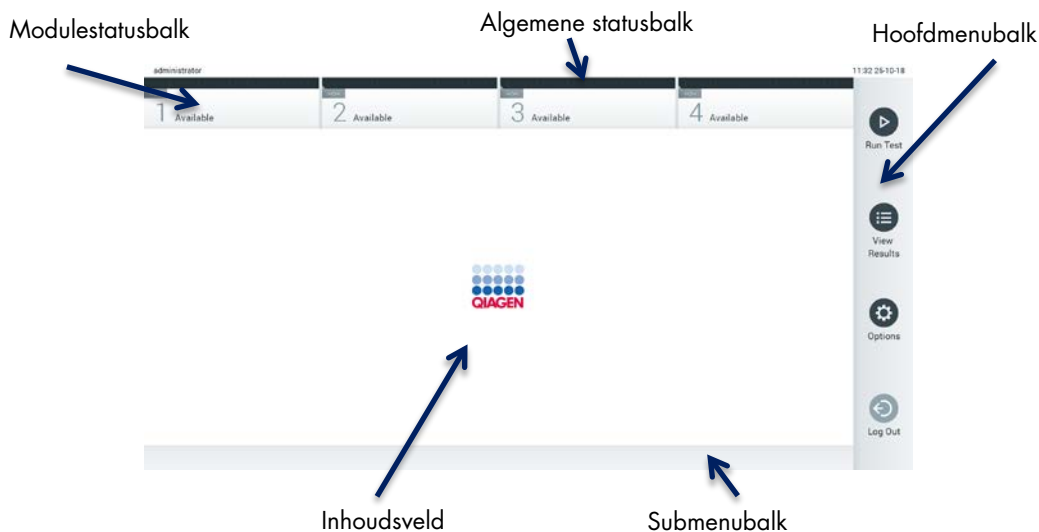 Modulestatusbalk
Algemene statusbalk
Hoofdmenubalk
administrator
11:32 25-10-18
1 Available
2 Available
3 Available
4 Available
Run Test
View
Results
Options
Log Out
QIAGEN
Inhoudsveld
Submenubalk